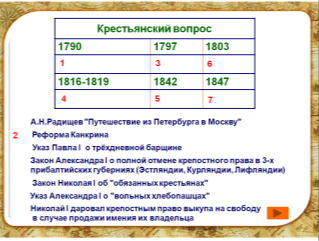 Крестьянский вопрос
1790 1797 1803
1 3 6
1816-1819 1842 1847
4 5 7
А.Н.Радищев "Путешествие из Петербурга в Москву"
2 Реформа Канкрина
Указ Павла I о трёхдневной барщине
Закон Александра I о полной отмене крепостного права в 3-х
прибалтийских губерниях (Эстляндии, Курляндии, Лифляндии)
Закон Николая I об "обязанных крестьянах"
Указ Александра I о "вольных хлебопашцах"
Николай I даровал крепостным право выкупа на свободу
в случае продажи имения их владельца